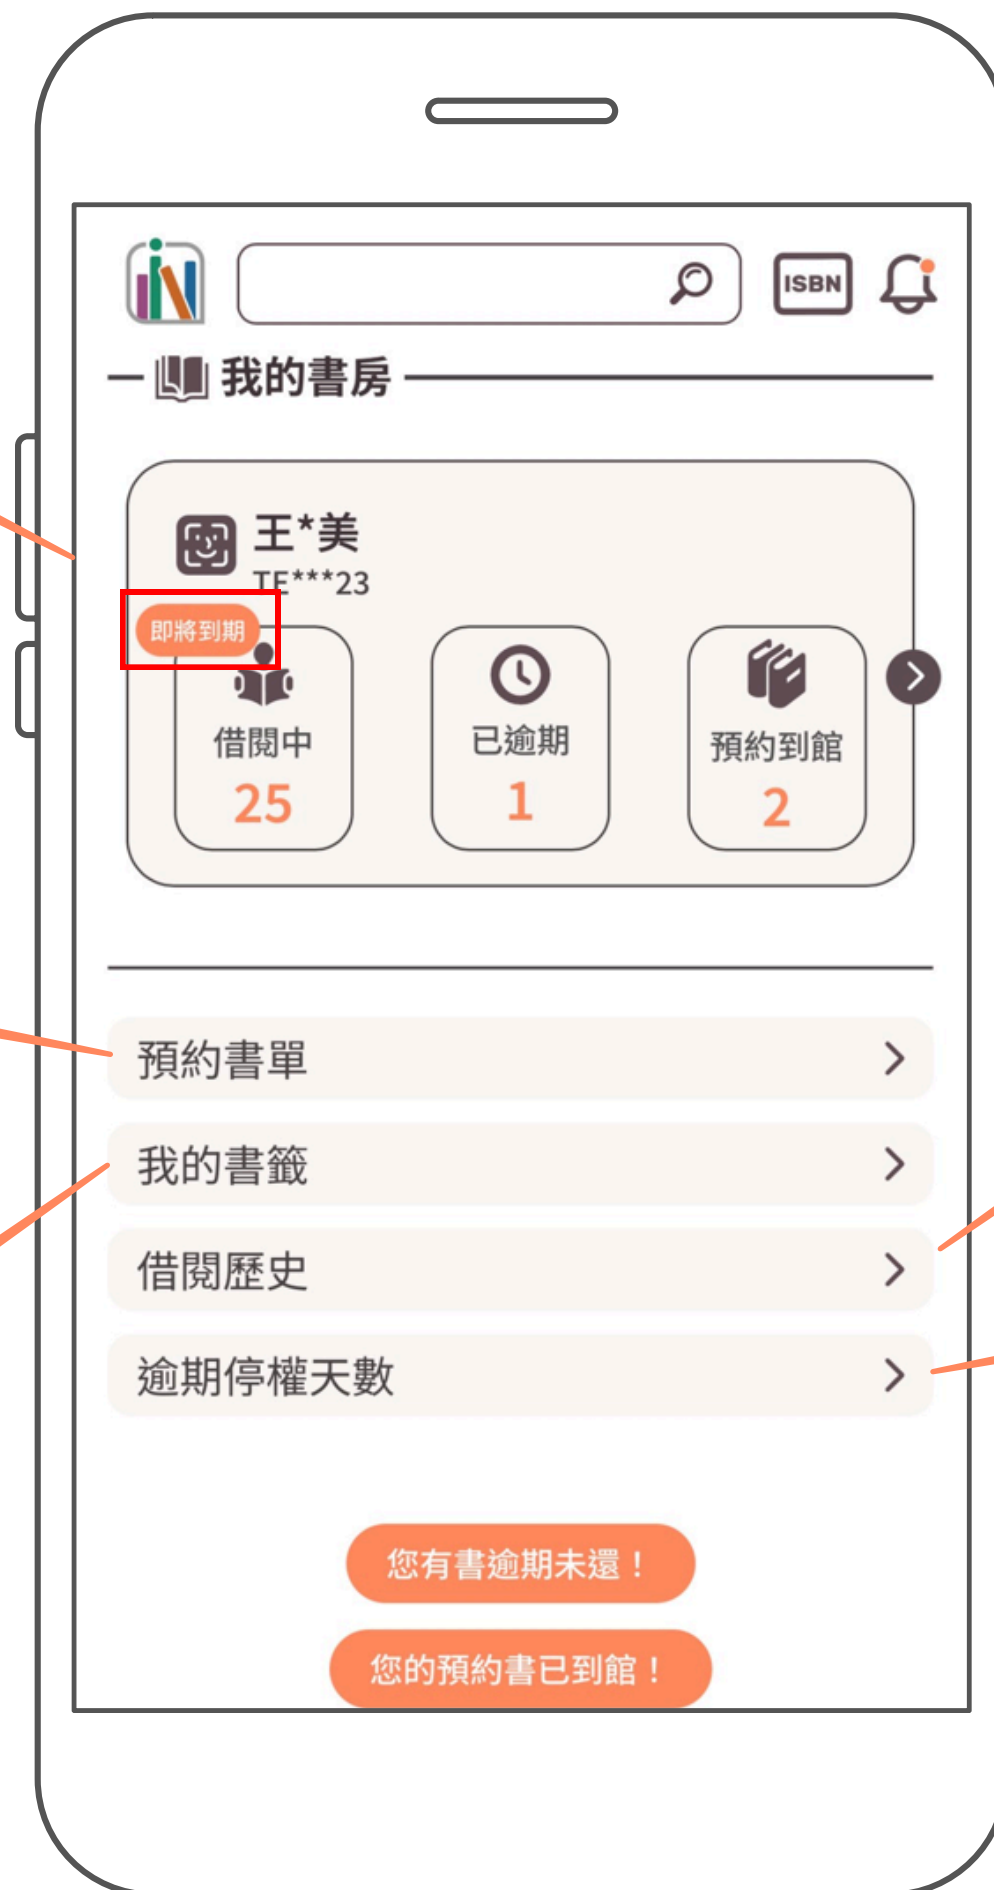 ISBN
我的書房
王*美
TE***23
即將到期
借閱中
25
已逾期
1
預約到館
2
預約書單
我的書籤
借閱歷史
逾期停權天數
您有書逾期未還！
您的預約書已到館！